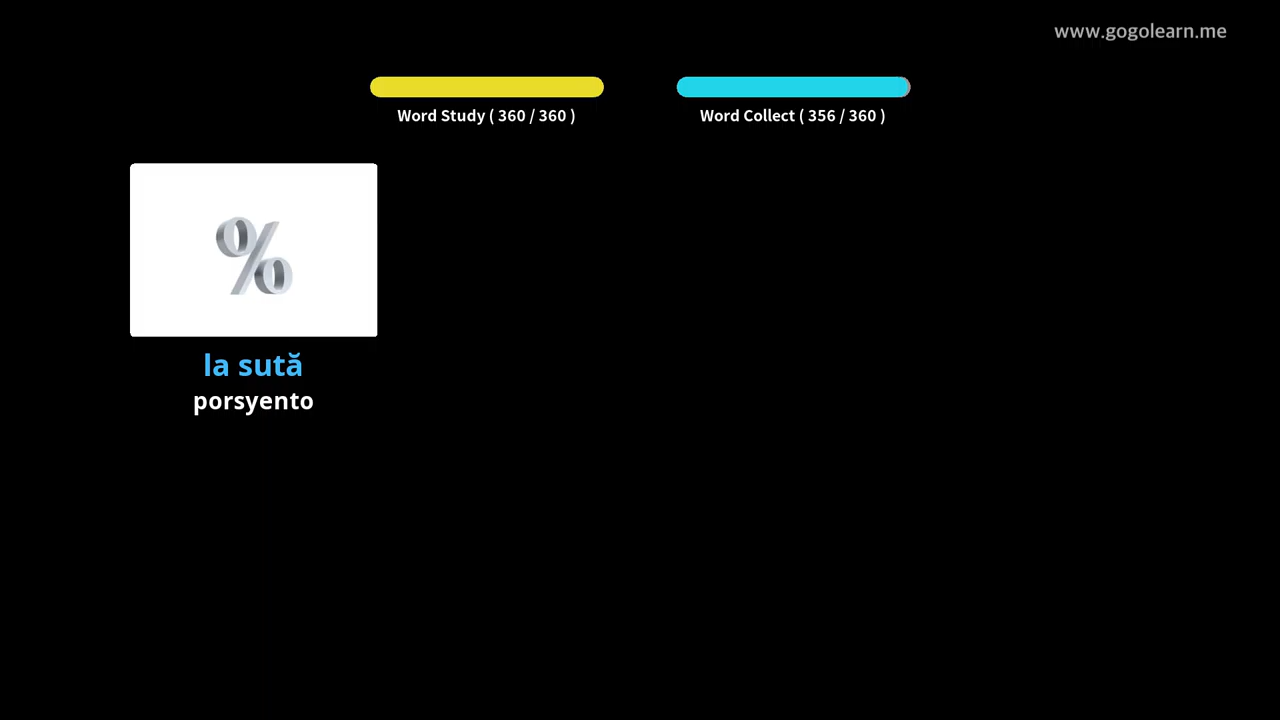 www.gogolearn.me
Word Study ( 360 / 360 )
Word Collect ( 356 / 360 )
%
la sută
porsyento